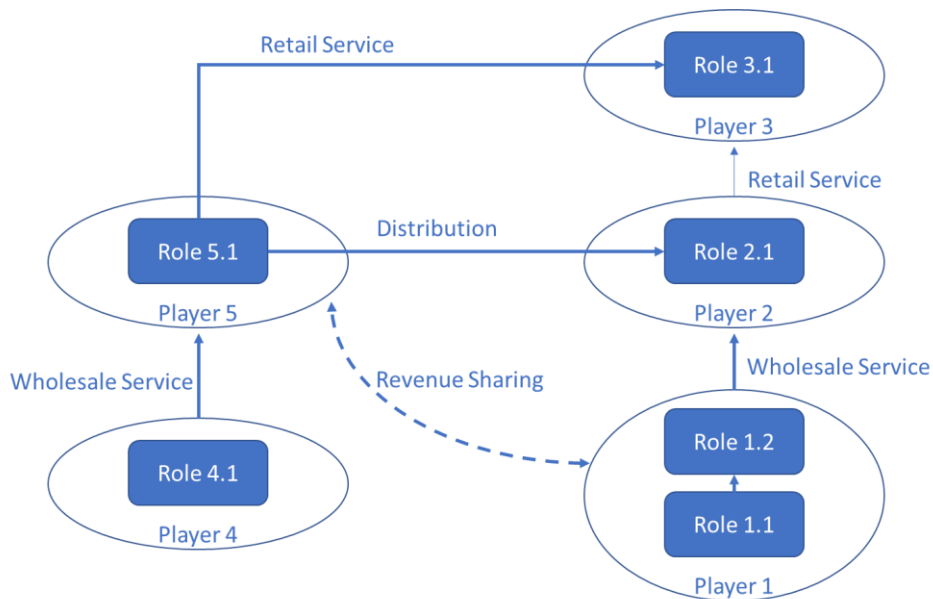 Retail Service
Role 3.1
Player 3
Retail Service
Role 5.1
Distribution
Role 2.1
Player 5
Player 2
Wholesale Service
Revenue Sharing
Wholesale Service
Role 4.1
Role 1.2
Player 4
Role 1.1
Player 1